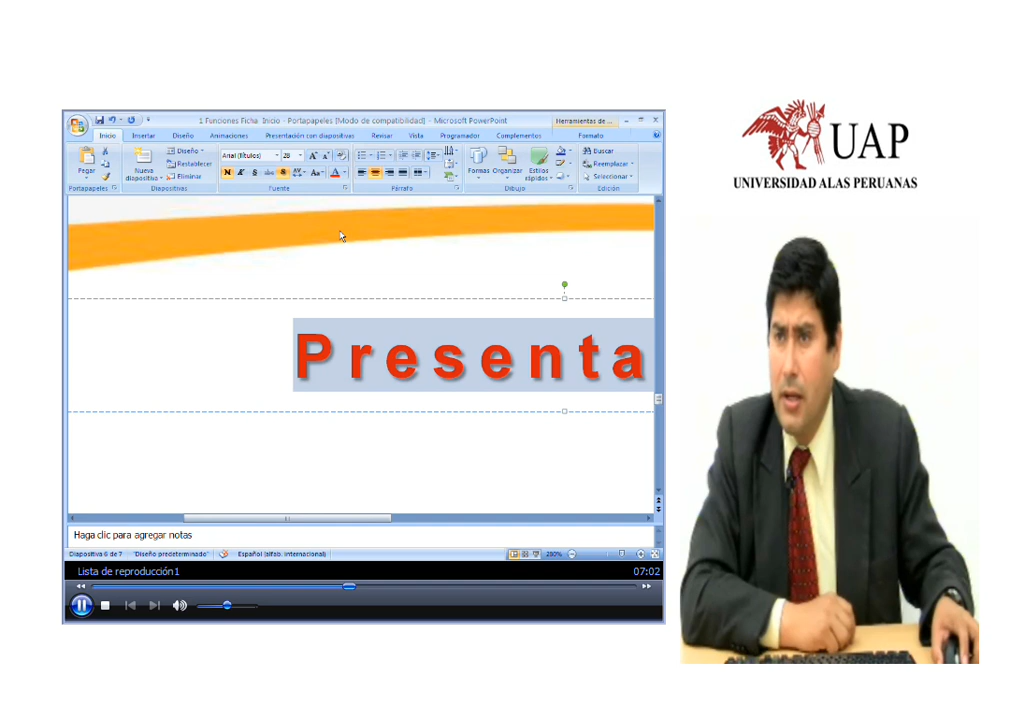 1 Funciones Ficha Inicio - Portapapeles [Modo de compatibilidad] - Microsoft PowerPoint
Herramientas de ...
Inicio Insertar Diseño Animaciones Presentación con diapositivas Revisar Vista Programador Complementos Formato
Pegar
Nueva diapositiva
Diseño
Restablecer
Eliminar
Arial (Títulos) 28
Formas Organizar Estilos rápidos
Buscar
Reemplazar
Seleccionar
Portapapeles Diapositivas Fuente Párrafo Dibujo Edición
Presenta
Haga clic para agregar notas
Diapositiva 6 de 7 "Diseño predeterminado" Español (alfab. internacional) 280%
Lista de reproducción1 07:02
UAP
UNIVERSIDAD ALAS PERUANAS